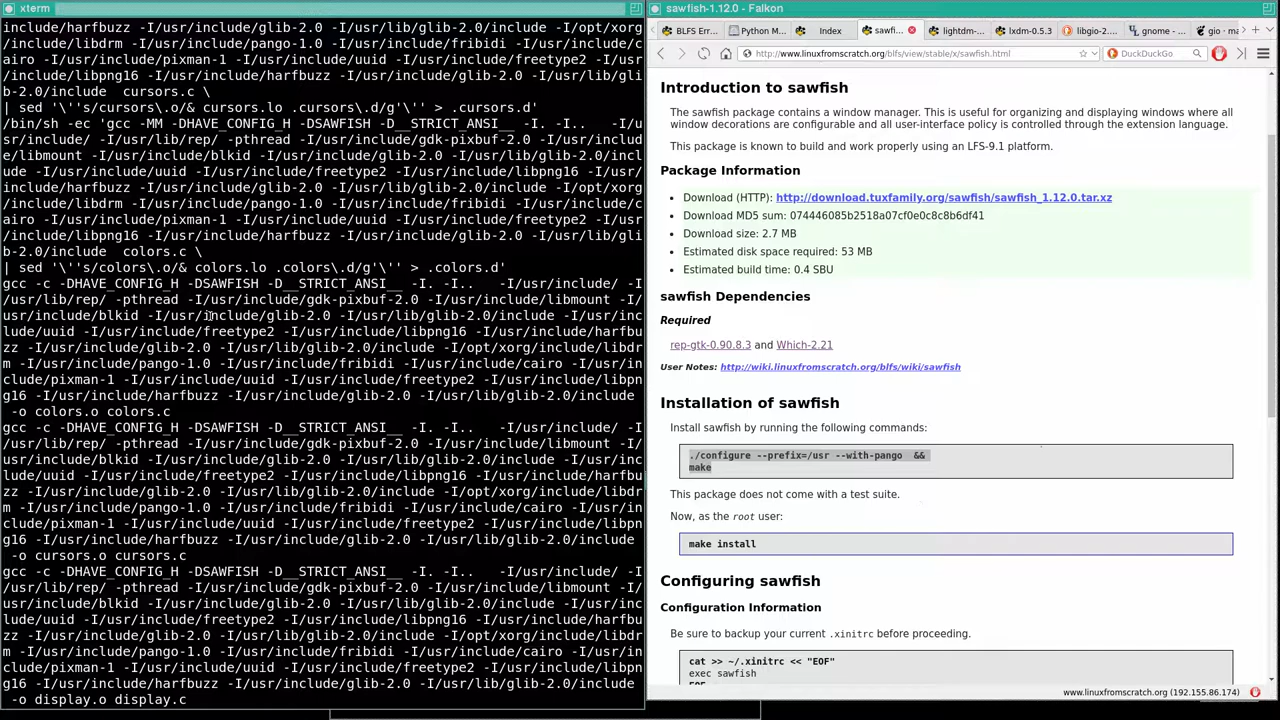 xterm
include/harfbuzz -I/usr/include/glib-2.0 -I/usr/lib/glib-2.0/include -I/opt/xorg
/include/libdrm -I/usr/include/pango-1.0 -I/usr/include/fribidi -I/usr/include/c
airo -I/usr/include/pixman-1 -I/usr/include/uuid -I/usr/include/freetype2 -I/usr
/include/libpng16 -I/usr/include/harfbuzz -I/usr/include/glib-2.0 -I/usr/lib/gli
b-2.0/include   cursors.c \
| sed '\''s/cursors\.o/& cursors.lo .cursors\.d/g'\'' > .cursors.d'
/bin/sh -ec 'gcc -MM -DHAVE_CONFIG_H -DSAWFISH -D__STRICT_ANSI__ -I. -I..   -I/u
sr/include/ -I/usr/lib/rep/ -pthread -I/usr/include/gdk-pixbuf-2.0 -I/usr/includ
e/libmount -I/usr/include/blkid -I/usr/include/glib-2.0 -I/usr/lib/glib-2.0/incl
ude -I/usr/include/uuid -I/usr/include/freetype2 -I/usr/include/libpng16 -I/usr/
include/harfbuzz -I/usr/include/glib-2.0 -I/usr/lib/glib-2.0/include -I/opt/xorg
/include/libdrm -I/usr/include/pango-1.0 -I/usr/include/fribidi -I/usr/include/c
airo -I/usr/include/pixman-1 -I/usr/include/uuid -I/usr/include/freetype2 -I/usr
/include/libpng16 -I/usr/include/harfbuzz -I/usr/include/glib-2.0 -I/usr/lib/gli
b-2.0/include   colors.c \
| sed '\''s/colors\.o/& colors.lo .colors\.d/g'\'' > .colors.d'
gcc -c -DHAVE_CONFIG_H -DSAWFISH -D__STRICT_ANSI__ -I. -I..   -I/usr/include/ -I
/usr/lib/rep/ -pthread -I/usr/include/gdk-pixbuf-2.0 -I/usr/include/libmount -I/
usr/include/blkid -I/usr/include/glib-2.0 -I/usr/lib/glib-2.0/include -I/usr/inc
lude/uuid -I/usr/include/freetype2 -I/usr/include/libpng16 -I/usr/include/harfbu
zz -I/usr/include/glib-2.0 -I/usr/lib/glib-2.0/include -I/opt/xorg/include/libdr
m -I/usr/include/pango-1.0 -I/usr/include/fribidi -I/usr/include/cairo -I/usr/in
clude/pixman-1 -I/usr/include/uuid -I/usr/include/freetype2 -I/usr/include/libpn
g16 -I/usr/include/harfbuzz -I/usr/include/glib-2.0 -I/usr/lib/glib-2.0/include
 -o colors.o colors.c
gcc -c -DHAVE_CONFIG_H -DSAWFISH -D__STRICT_ANSI__ -I. -I..   -I/usr/include/ -I
/usr/lib/rep/ -pthread -I/usr/include/gdk-pixbuf-2.0 -I/usr/include/libmount -I/
usr/include/blkid -I/usr/include/glib-2.0 -I/usr/lib/glib-2.0/include -I/usr/inc
lude/uuid -I/usr/include/freetype2 -I/usr/include/libpng16 -I/usr/include/harfbu
zz -I/usr/include/glib-2.0 -I/usr/lib/glib-2.0/include -I/opt/xorg/include/libdr
m -I/usr/include/pango-1.0 -I/usr/include/fribidi -I/usr/include/cairo -I/usr/in
clude/pixman-1 -I/usr/include/uuid -I/usr/include/freetype2 -I/usr/include/libpn
g16 -I/usr/include/harfbuzz -I/usr/include/glib-2.0 -I/usr/lib/glib-2.0/include
 -o cursors.o cursors.c
gcc -c -DHAVE_CONFIG_H -DSAWFISH -D__STRICT_ANSI__ -I. -I..   -I/usr/include/ -I
/usr/lib/rep/ -pthread -I/usr/include/gdk-pixbuf-2.0 -I/usr/include/libmount -I/
usr/include/blkid -I/usr/include/glib-2.0 -I/usr/lib/glib-2.0/include -I/usr/inc
lude/uuid -I/usr/include/freetype2 -I/usr/include/libpng16 -I/usr/include/harfbu
zz -I/usr/include/glib-2.0 -I/usr/lib/glib-2.0/include -I/opt/xorg/include/libdr
m -I/usr/include/pango-1.0 -I/usr/include/fribidi -I/usr/include/cairo -I/usr/in
clude/pixman-1 -I/usr/include/uuid -I/usr/include/freetype2 -I/usr/include/libpn
g16 -I/usr/include/harfbuzz -I/usr/include/glib-2.0 -I/usr/lib/glib-2.0/include
 -o display.o display.c
sawfish-1.12.0 - Falkon
BLFS Err... Python M... Index sawfi... lightdm-... lxdm-0.5.3 libgio-2.... gnome - ... gio - ma
http://www.linuxfromscratch.org/blfs/view/stable/x/sawfish.html DuckDuckGo
Introduction to sawfish
The sawfish package contains a window manager. This is useful for organizing and displaying windows where all
window decorations are configurable and all user-interface policy is controlled through the extension language.
This package is known to build and work properly using an LFS-9.1 platform.
Package Information
• Download (HTTP): http://download.tuxfamily.org/sawfish/sawfish_1.12.0.tar.xz
• Download MD5 sum: 074446085b2518a07cf0e0c8c8b6df41
• Download size: 2.7 MB
• Estimated disk space required: 53 MB
• Estimated build time: 0.4 SBU
sawfish Dependencies
Required
rep-gtk-0.90.8.3 and Which-2.21
User Notes: http://wiki.linuxfromscratch.org/blfs/wiki/sawfish
Installation of sawfish
Install sawfish by running the following commands:
./configure --prefix=/usr --with-pango  &&
make
This package does not come with a test suite.
Now, as the root user:
make install
Configuring sawfish
Configuration Information
Be sure to backup your current .xinitrc before proceeding.
cat >> ~/.xinitrc << "EOF"
exec sawfish
EOF
www.linuxfromscratch.org (192.155.86.174)